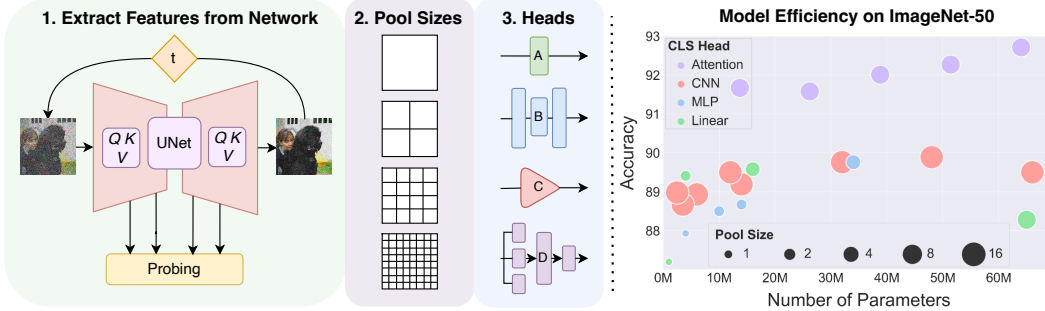 1. Extract Features from Network
t
Q K
V
UNet
Q K
V
Probing
2. Pool Sizes
3. Heads
A
B
C
D
Model Efficiency on ImageNet-50
Accuracy
93
92
91
90
89
88
CLS Head
Attention
CNN
MLP
Linear
Pool Size
1
2
4
8
16
0M
10M
20M
30M
40M
50M
60M
Number of Parameters